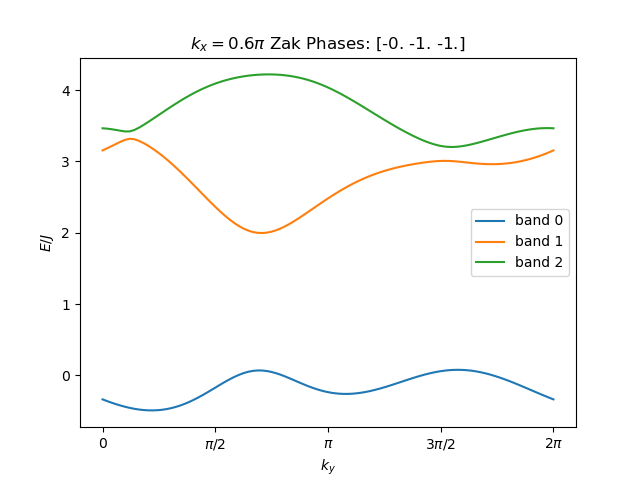 $k_x = 0.6\pi$ Zak Phases: [-0. -1. -1.]
E/J
4
3
2
1
0
band 0
band 1
band 2
0
π/2
π
3π/2
2π
$k_y$